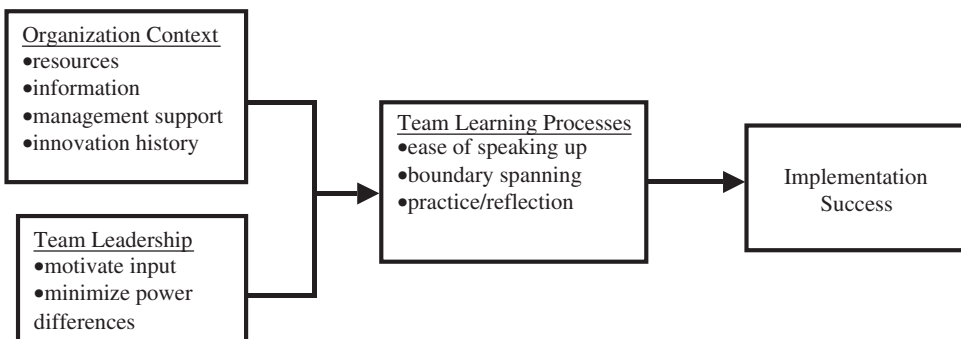 Organization Context
•resources
•information
•management support
•innovation history
Team Leadership
•motivate input
•minimize power
differences
Team Learning Processes
•ease of speaking up
•boundary spanning
•practice/reflection
Implementation
Success